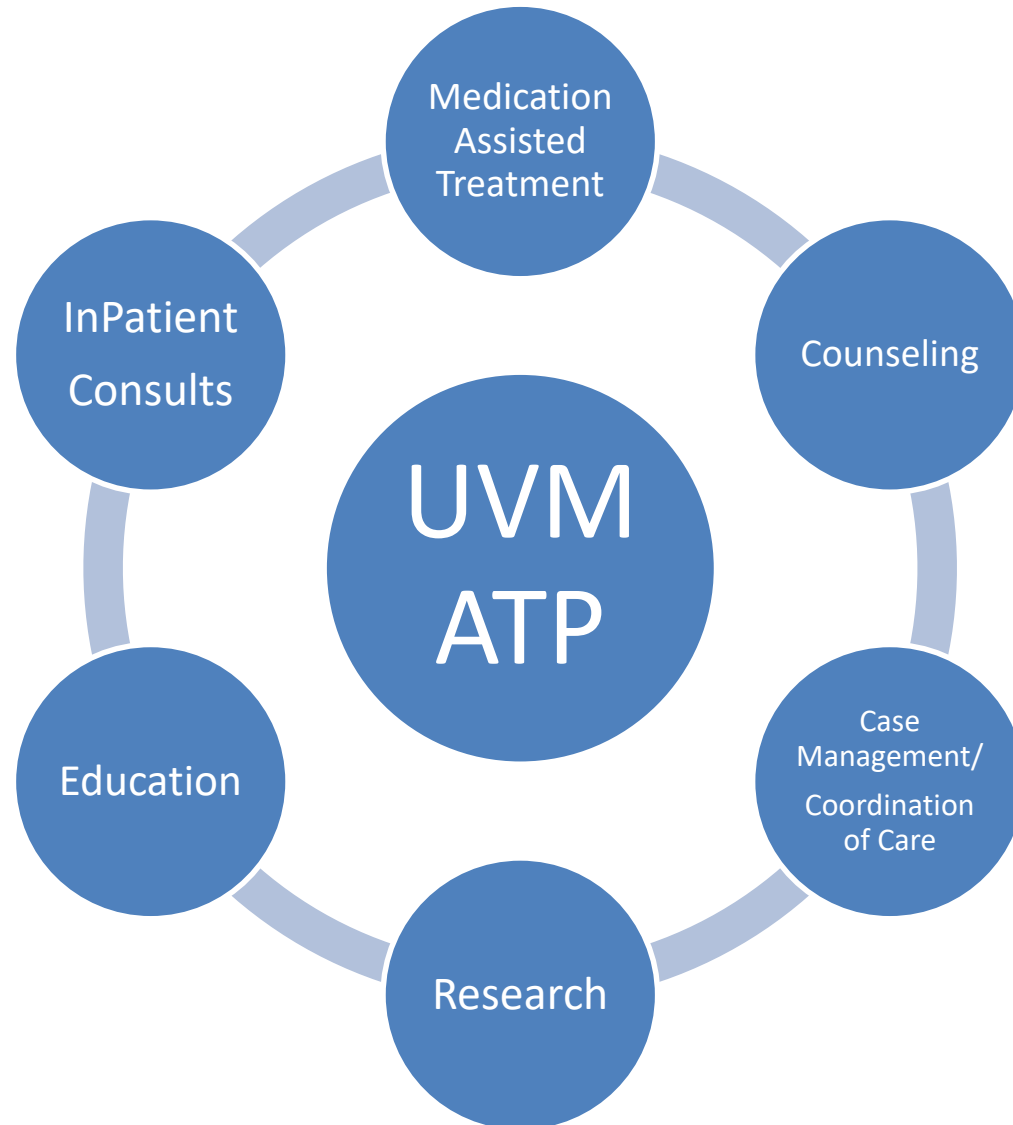 Medication
Assisted
Treatment
Counseling
Case
Management/
Coordination
of Care
Research
Education
InPatient
Consults
UVM
ATP